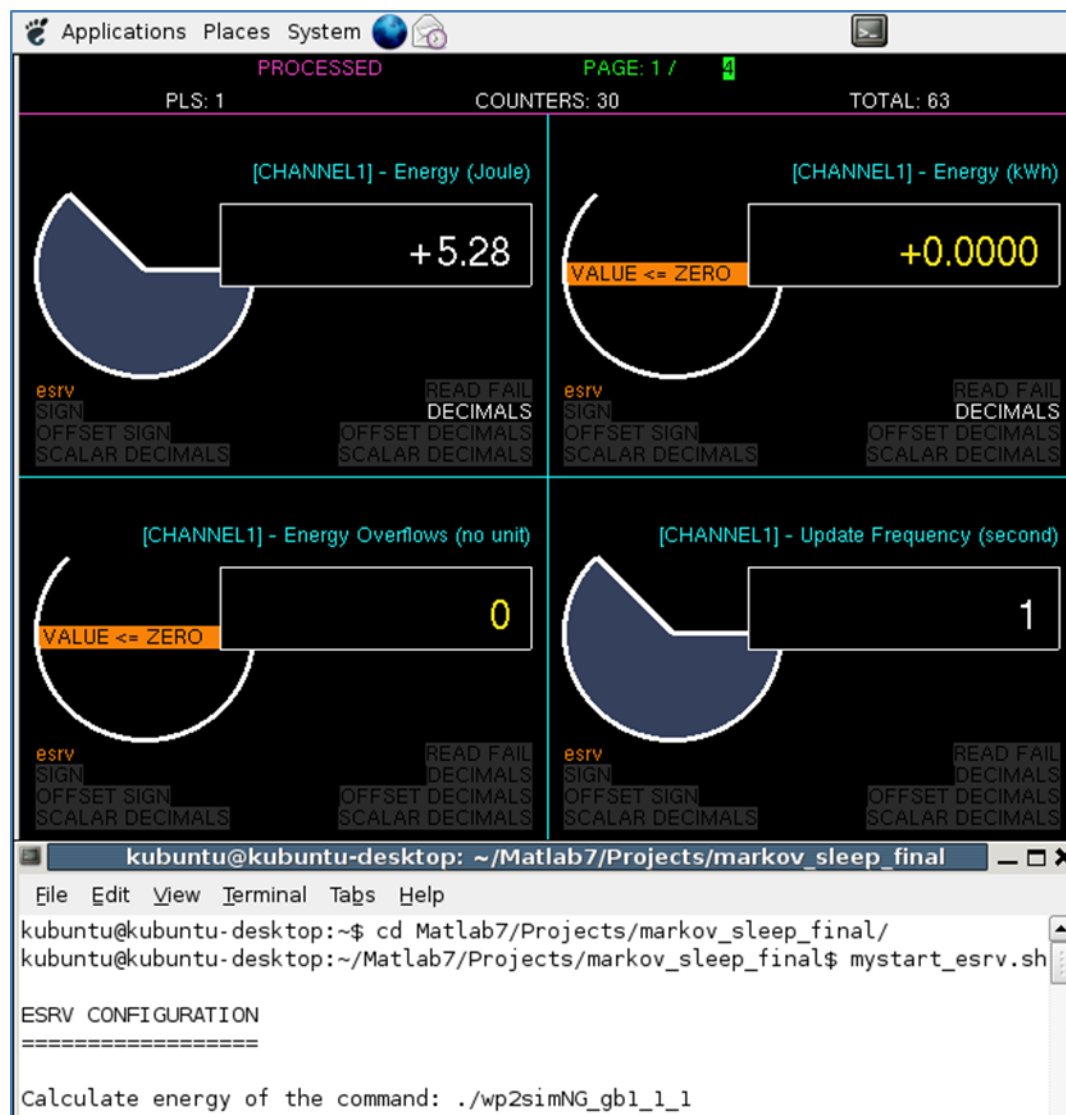 Applications Places System
PROCESSED PAGE: 1 / 4
PLS: 1 COUNTERS: 30 TOTAL: 63
[CHANNEL1] - Energy (Joule)
+5.28
esrv READ FAIL
SIGN DECIMALS
OFFSET SIGN OFFSET DECIMALS
SCALAR DECIMALS SCALAR DECIMALS
[CHANNEL1] - Energy (kWh)
VALUE <= ZERO +0.0000
esrv READ FAIL
SIGN DECIMALS
OFFSET SIGN OFFSET DECIMALS
SCALAR DECIMALS SCALAR DECIMALS
[CHANNEL1] - Energy Overflows (no unit)
VALUE <= ZERO 0
esrv READ FAIL
SIGN DECIMALS
OFFSET SIGN OFFSET DECIMALS
SCALAR DECIMALS SCALAR DECIMALS
[CHANNEL1] - Update Frequency (second)
1
esrv READ FAIL
SIGN DECIMALS
OFFSET SIGN OFFSET DECIMALS
SCALAR DECIMALS SCALAR DECIMALS
kubuntu@kubuntu-desktop: ~/Matlab7/Projects/markov_sleep_final
File Edit View Terminal Tabs Help
kubuntu@kubuntu-desktop:~$ cd Matlab7/Projects/markov_sleep_final/
kubuntu@kubuntu-desktop:~/Matlab7/Projects/markov_sleep_final$ mystart_esrv.sh
ESRV CONFIGURATION
==================
Calculate energy of the command: ./wp2simNG_gb1_1_1